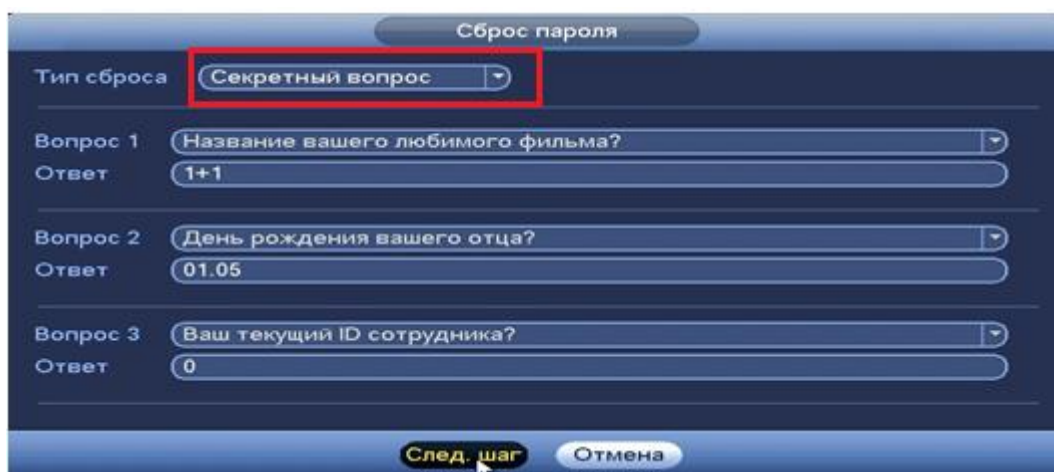 Сброс пароля
Тип сброса Секретный вопрос
Вопрос 1 Название вашего любимого фильма?
Ответ 1+1
Вопрос 2 День рождения вашего отца?
Ответ 01.05
Вопрос 3 Ваш текущий ID сотрудника?
Ответ 0
След. шаг Отмена